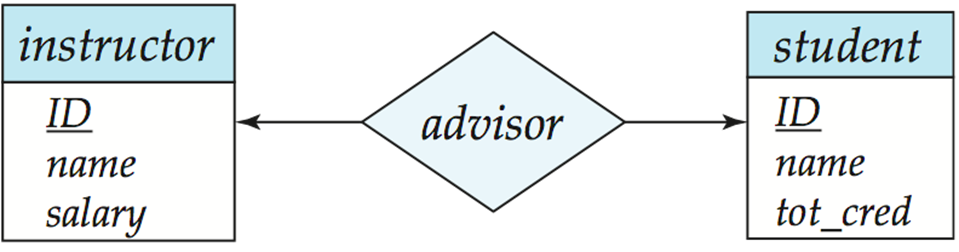 instructor
ID
name
salary
advisor
student
ID
name
tot_cred